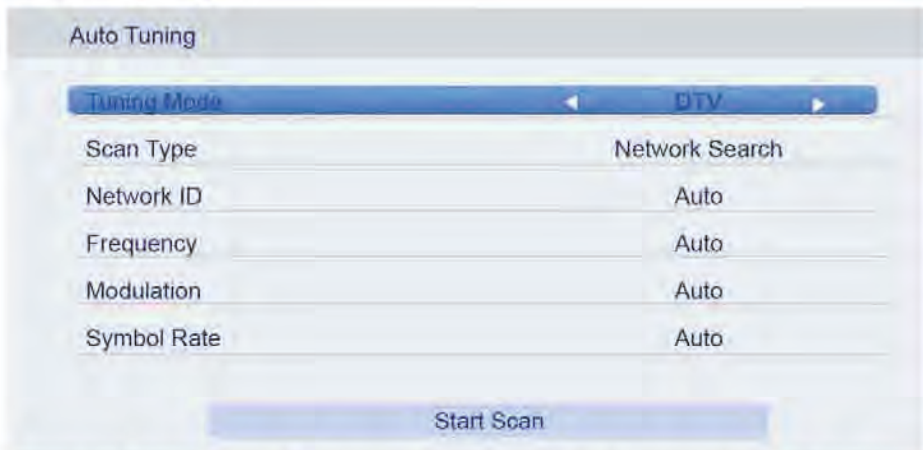 Auto Tuning
Tuning Mode DTV
Scan Type Network Search
Network ID Auto
Frequency Auto
Modulation Auto
Symbol Rate Auto
Start Scan